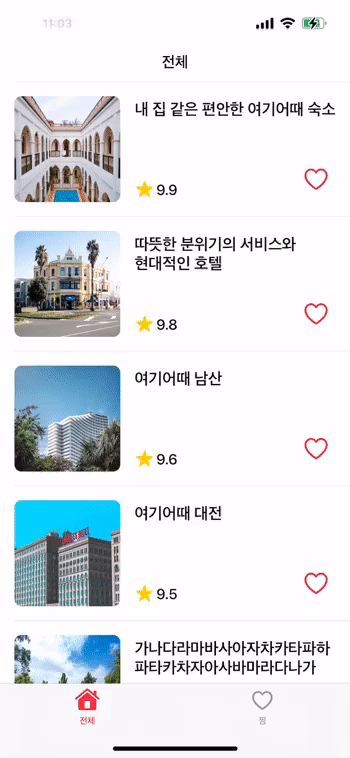 11:03
전체
내 집 같은 편안한 여기어때 숙소
9.9
따뜻한 분위기의 서비스와
현대적인 호텔
9.8
여기어때 남산
9.6
여기어때 대전
9.5
가나다라마바사아자차카타파하
파타카차자아사바마라다나가
전체
찜